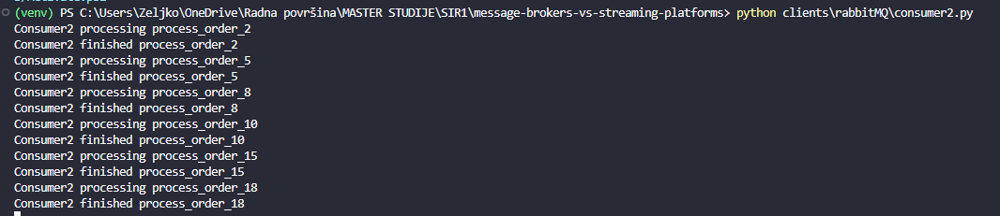 (venv) PS C:\Users\Zeljko\OneDrive\Radna površina\MASTER STUDIJE\SIR1\message-brokers-vs-streaming-platforms> python clients\rabbitMQ\consumer2.py
Consumer2 processing process_order_2
Consumer2 finished process_order_2
Consumer2 processing process_order_5
Consumer2 finished process_order_5
Consumer2 processing process_order_8
Consumer2 finished process_order_8
Consumer2 processing process_order_10
Consumer2 finished process_order_10
Consumer2 processing process_order_15
Consumer2 finished process_order_15
Consumer2 processing process_order_18
Consumer2 finished process_order_18